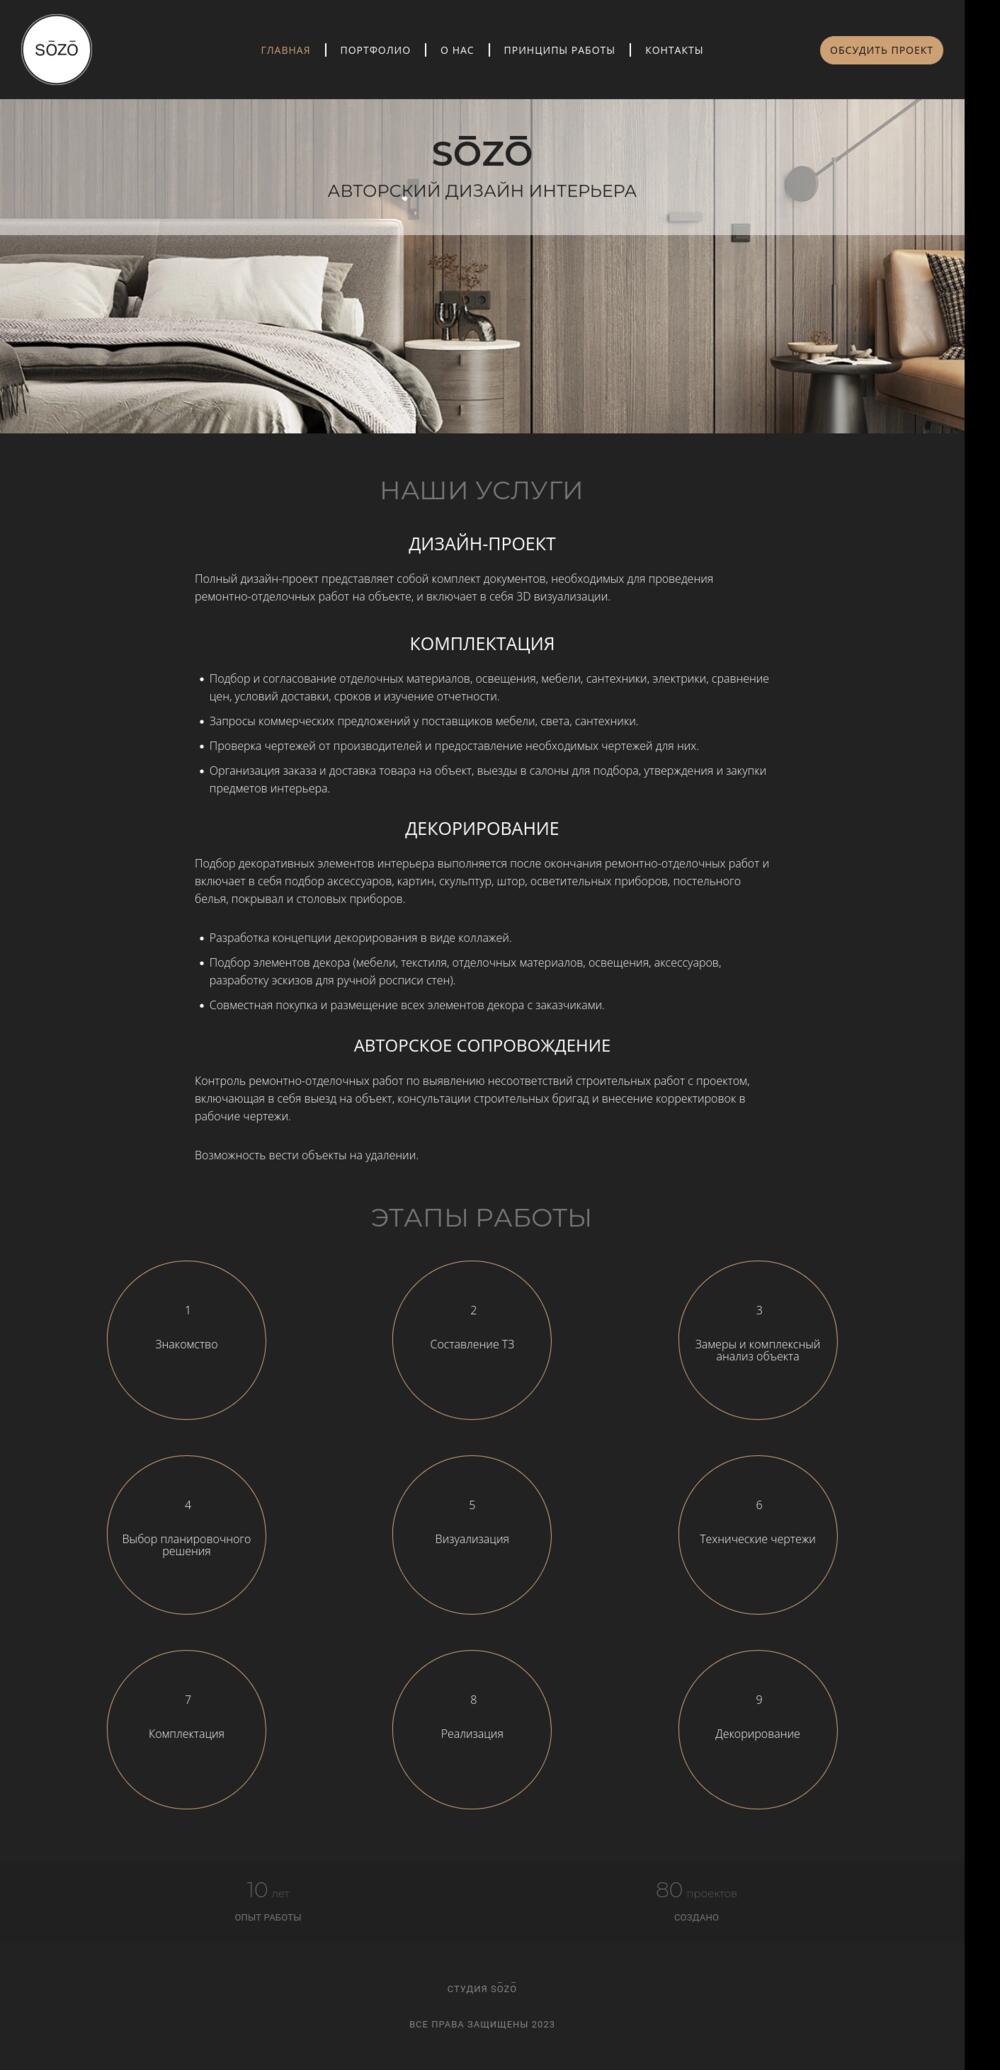 sōzō
ГЛАВНАЯ
ПОРТФОЛИО
О НАС
ПРИНЦИПЫ РАБОТЫ
КОНТАКТЫ
ОБСУДИТЬ ПРОЕКТ
sōzō
АВТОРСКИЙ ДИЗАЙН ИНТЕРЬЕРА
НАШИ УСЛУГИ
ДИЗАЙН-ПРОЕКТ
Полный дизайн-проект представляет собой комплект документов, необходимых для проведения
ремонтно-отделочных работ на объекте, и включает в себя 3D визуализации.
КОМПЛЕКТАЦИЯ
• Подбор и согласование отделочных материалов, освещения, мебели, сантехники, электрики, сравнение
цен, условий доставки, сроков и изучение отчетности.
• Запросы коммерческих предложений у поставщиков мебели, света, сантехники.
• Проверка чертежей от производителей и предоставление необходимых чертежей для них.
• Организация заказа и доставка товара на объект, выезды в салоны для подбора, утверждения и закупки
предметов интерьера.
ДЕКОРИРОВАНИЕ
Подбор декоративных элементов интерьера выполняется после окончания ремонтно-отделочных работ и
включает в себя подбор аксессуаров, картин, скульптур, штор, осветительных приборов, постельного
белья, покрывал и столовых приборов.
• Разработка концепции декорирования в виде коллажей.
• Подбор элементов декора (мебели, текстиля, отделочных материалов, освещения, аксессуаров,
разработку эскизов для ручной росписи стен).
• Совместная покупка и размещение всех элементов декора с заказчиками.
АВТОРСКОЕ СОПРОВОЖДЕНИЕ
Контроль ремонтно-отделочных работ по выявлению несоответствий строительных работ с проектом,
включающая в себя выезд на объект, консультации строительных бригад и внесение корректировок в
рабочие чертежи.
Возможность вести объекты на удалении.
ЭТАПЫ РАБОТЫ
1
Знакомство
2
Составление ТЗ
3
Замеры и комплексный
анализ объекта
4
Выбор планировочного
решения
5
Визуализация
6
Технические чертежи
7
Комплектация
8
Реализация
9
Декорирование
10 лет
ОПЫТ РАБОТЫ
80 проектов
СОЗДАНО
СТУДИЯ SŌZŌ
ВСЕ ПРАВА ЗАЩИЩЕНЫ 2023